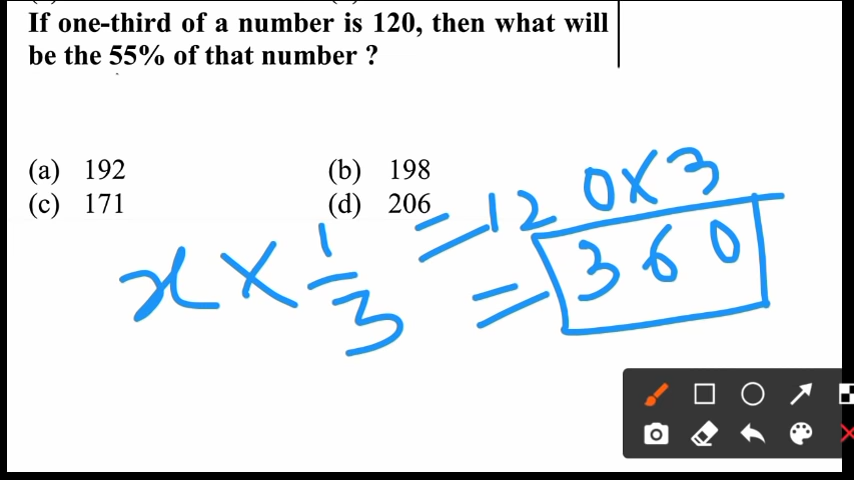 If one-third of a number is 120, then what will
be the 55% of that number ?
(a) 192
(b) 198
(c) 171
(d) 206
x × 1/3 = 120 × 3
= 360